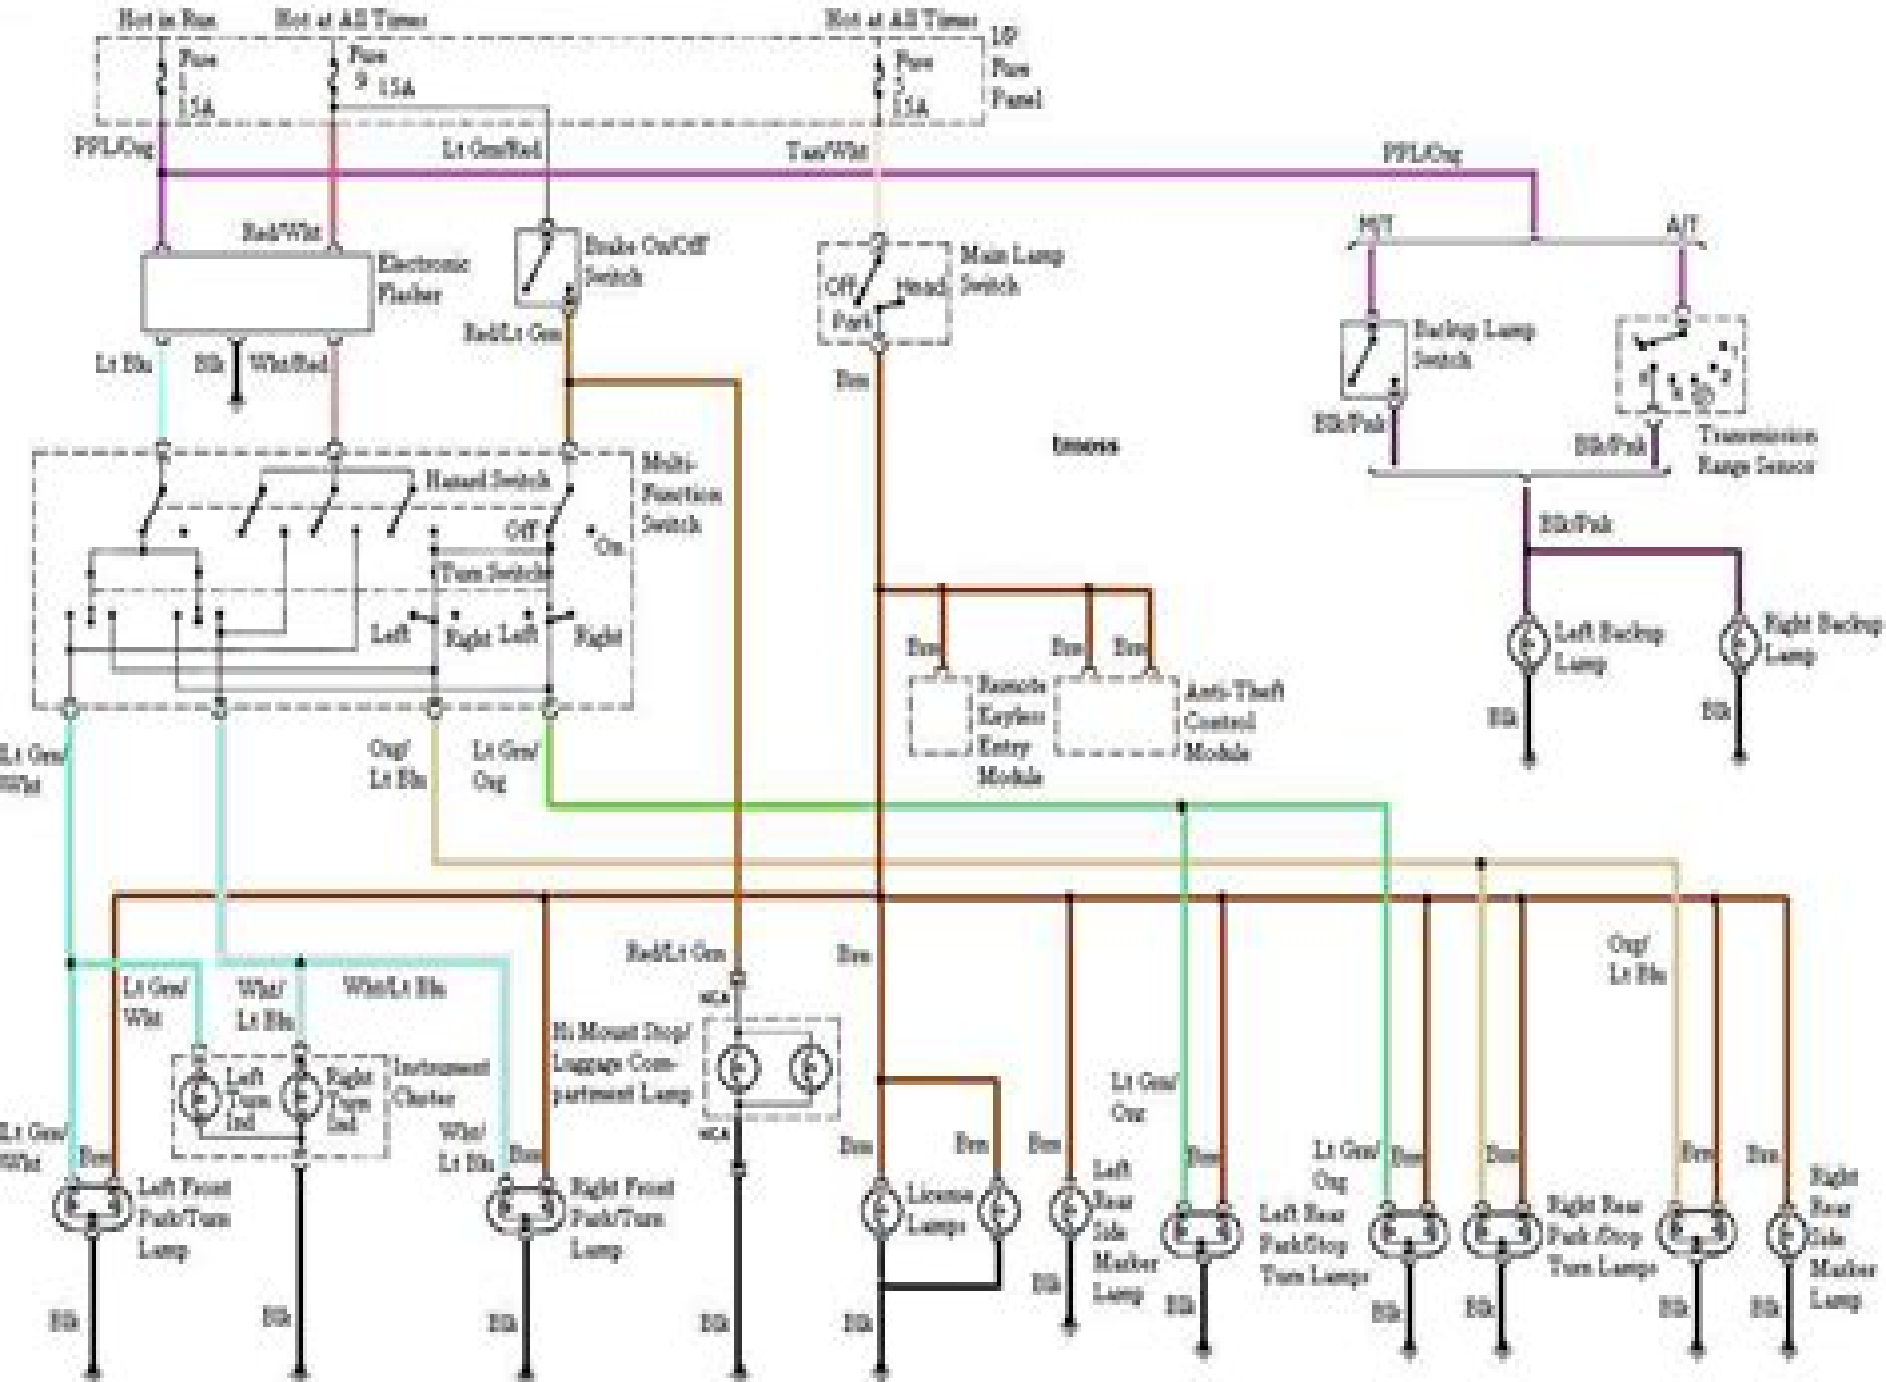 Hot in Run
Hot at All Times
Hot at All Times
Fuse
15A
Fuse
9 15A
Fuse
5
15A
I/P
Fuse
Panel
PPL/Org
Lt Grn/Red
Tan/Wht
PPL/Org
Red/Wht
Electronic
Flasher
Brake On/Off
Switch
Main Lamp
Switch
Off
Head
Park
M/T
A/T
Backup Lamp
Switch
Red/Lt Grn
Lt Blu
Blk
Wht/Red
Brn
Blk/Pnk
Blk/Pnk
Transmission
Range Sensor
Blk/Pnk
Multi-
Function
Switch
Hazard Switch
Off
On
Turn Switch
Left
Right
Left
Right
Left Backup
Lamp
Right Backup
Lamp
Blk
Blk
Brn
Brn
Brn
Remote
Keyless
Entry
Module
Anti-Theft
Control
Module
Lt Grn/
Wht
Org/
Lt Blu
Lt Grn/
Org
Red/Lt Grn
Brn
Org/
Lt Blu
Lt Grn/
Wht
Wht/
Lt Blu
Wht/Lt Blu
NCA
Hi Mount Stop/
Luggage Com-
partment Lamp
NCA
Left
Turn
Ind
Right
Turn
Ind
Instrument
Cluster
Lt Grn/
Wht
Brn
Wht/
Lt Blu
Brn
Brn
Brn
Brn
Lt Grn/
Org
Brn
Lt Grn/
Org
Brn
Brn
Brn
Brn
Left Front
Park/Turn
Lamp
Right Front
Park/Turn
Lamp
License
Lamps
Left
Rear
Side
Marker
Lamp
Left Rear
Park/Stop
Turn Lamps
Right Rear
Park /Stop
Turn Lamps
Right
Rear
Side
Marker
Lamp
Blk
Blk
Blk
Blk
Blk
Blk
Blk
Blk
Blk
Blk
Blk